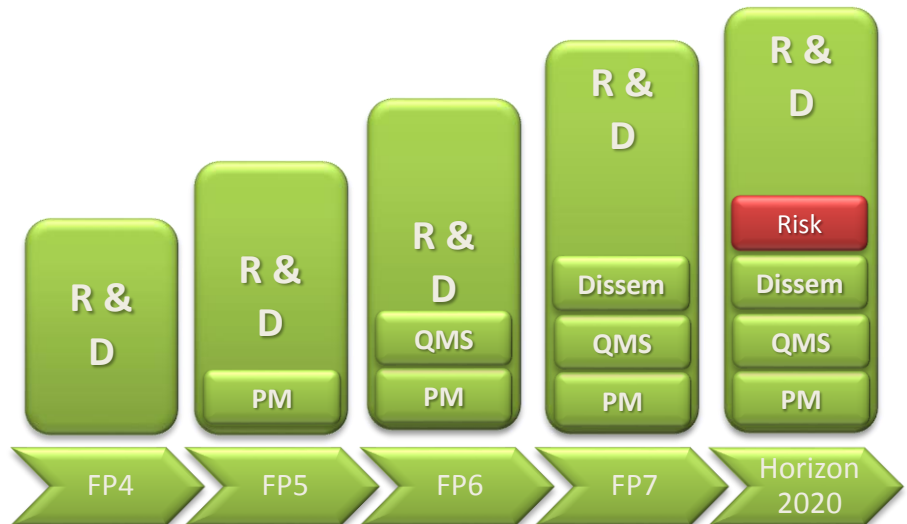 R &
D
FP4
R &
D
PM
FP5
R &
D
QMS
PM
FP6
R &
D
Dissem
QMS
PM
FP7
R &
D
Risk
Dissem
QMS
PM
Horizon
2020